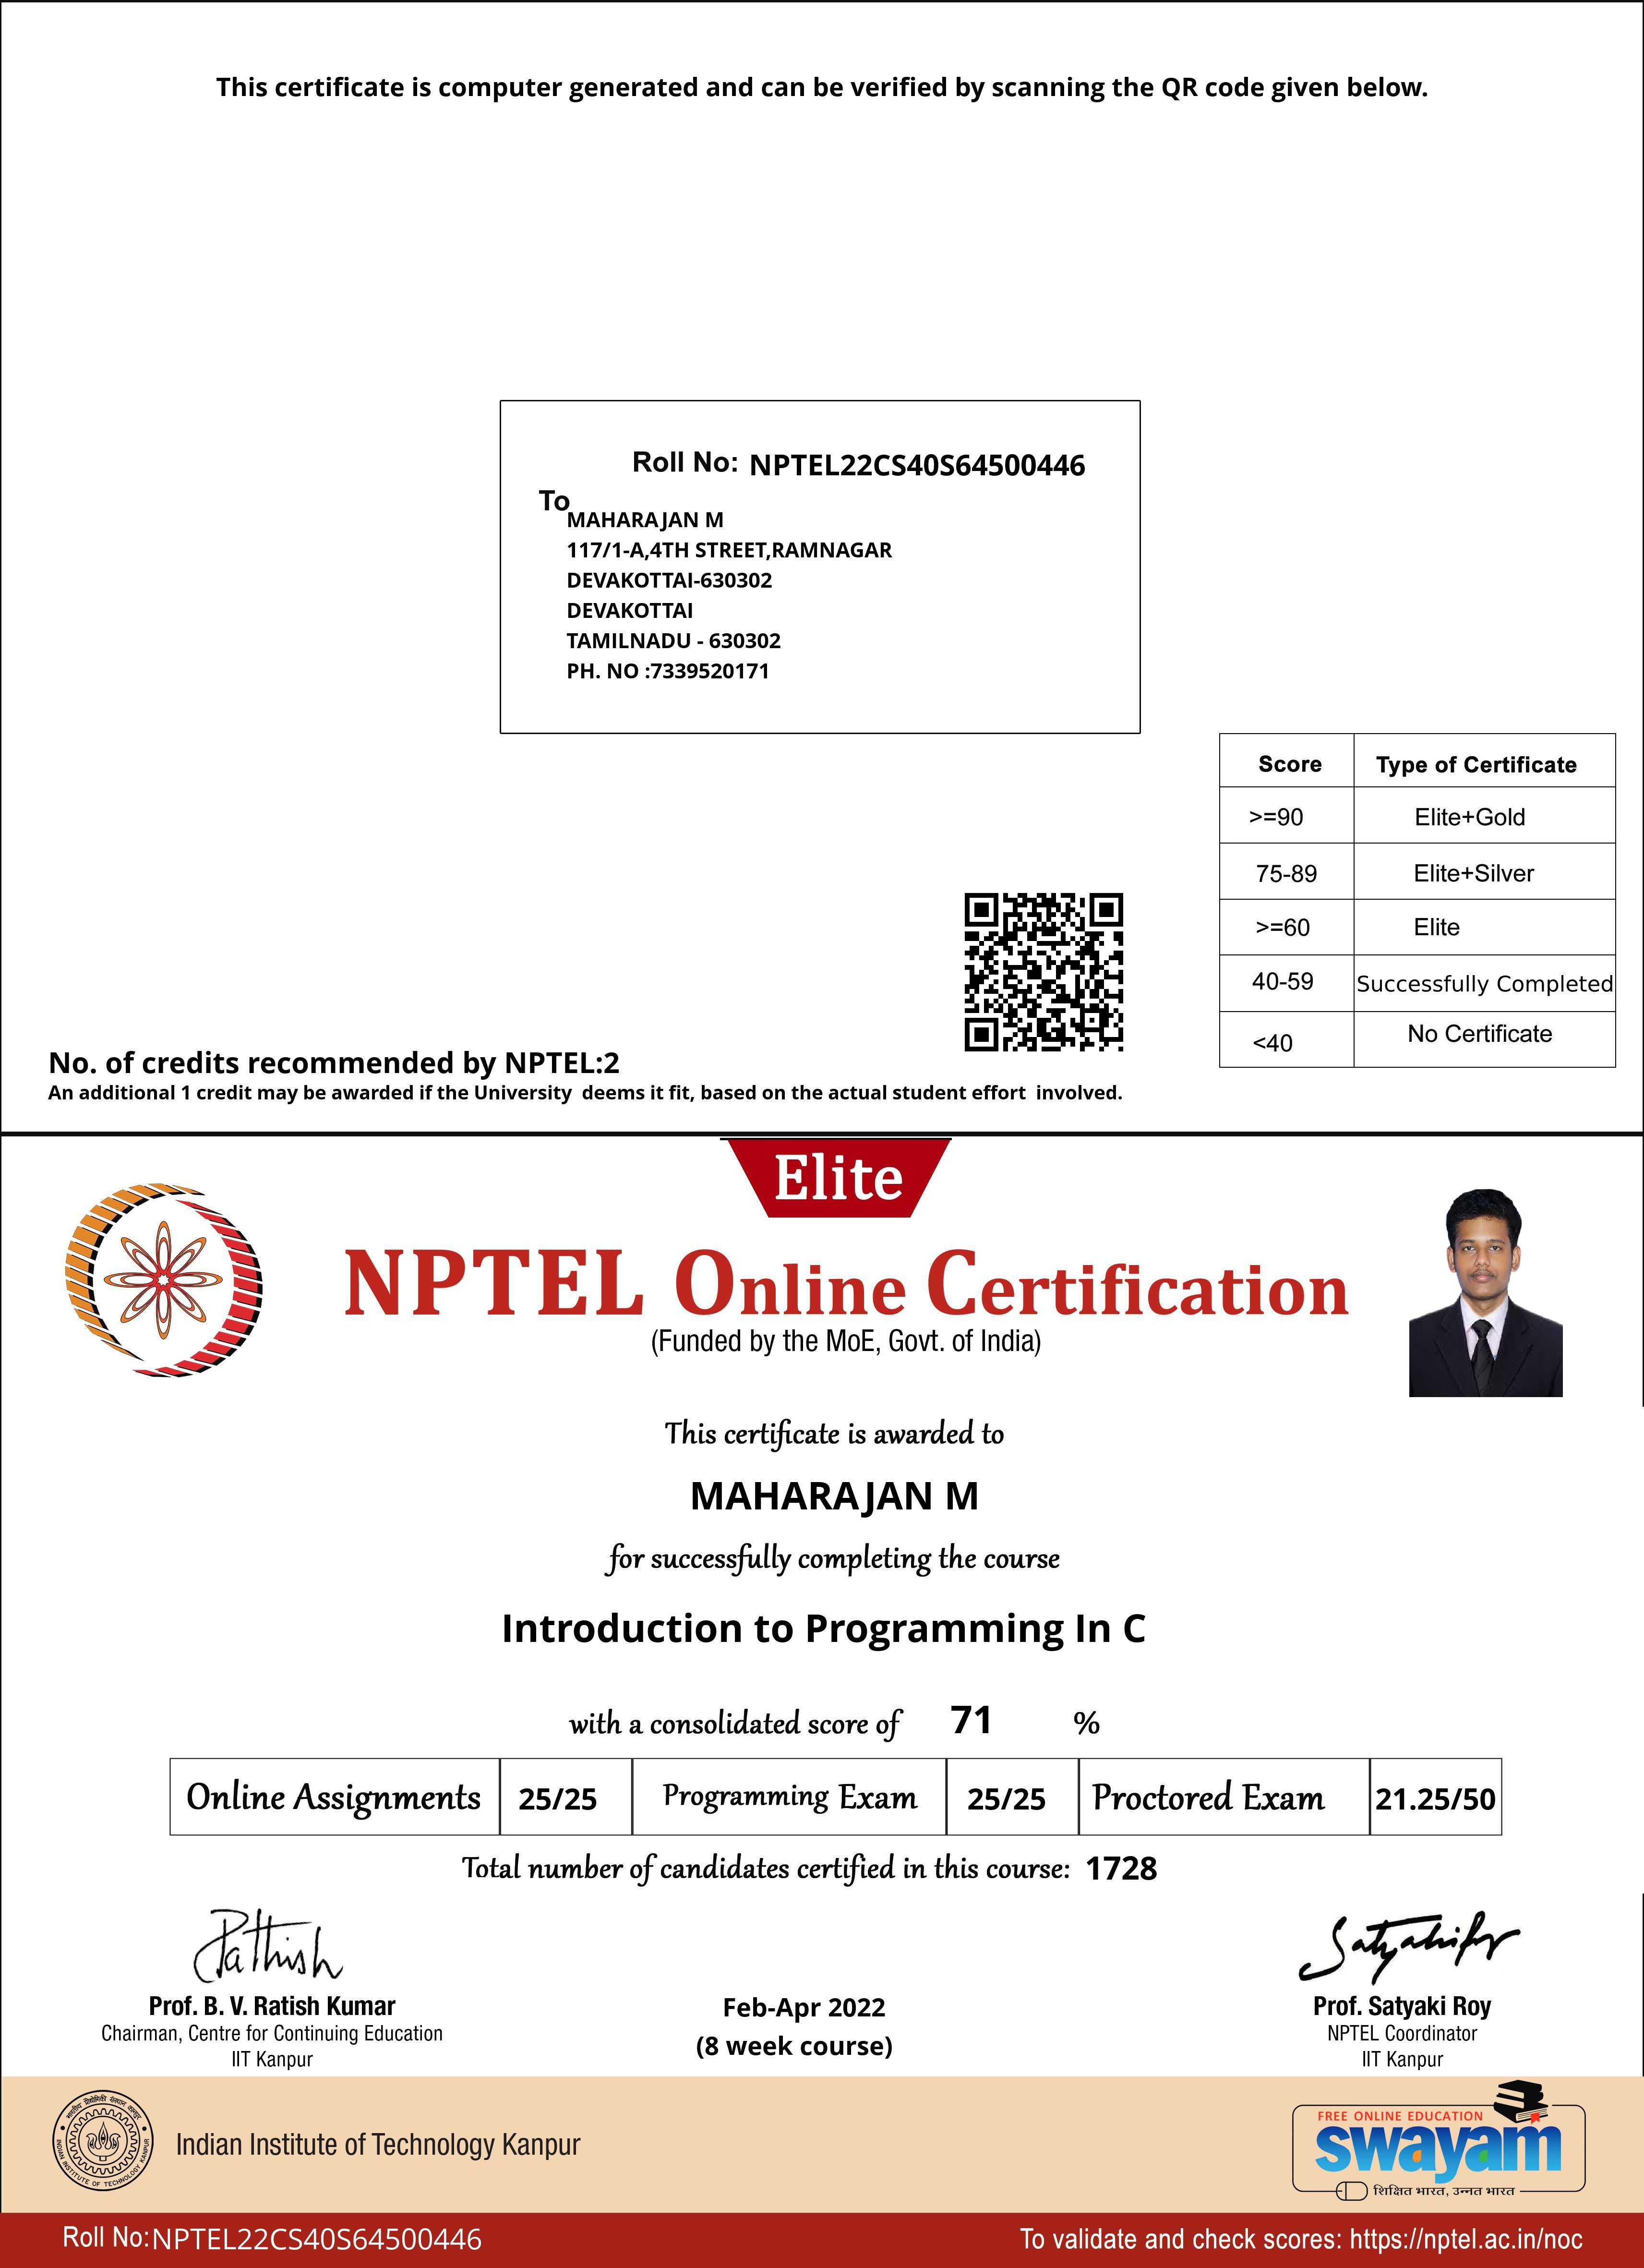 This certificate is computer generated and can be verified by scanning the QR code given below.
Roll No: NPTEL22CS40S64500446
To
MAHARAJAN M
117/1-A,4TH STREET,RAMNAGAR
DEVAKOTTAI-630302
DEVAKOTTAI
TAMILNADU - 630302
PH. NO :7339520171
Score Type of Certificate
>=90 Elite+Gold
75-89 Elite+Silver
>=60 Elite
40-59 Successfully Completed
<40 No Certificate
No. of credits recommended by NPTEL:2
An additional 1 credit may be awarded if the University deems it fit, based on the actual student effort involved.
Elite
NPTEL Online Certification
(Funded by the MoE, Govt. of India)
This certificate is awarded to
MAHARAJAN M
for successfully completing the course
Introduction to Programming In C
with a consolidated score of 71 %
Online Assignments 25/25 Programming Exam 25/25 Proctored Exam 21.25/50
Total number of candidates certified in this course: 1728
Prof. B. V. Ratish Kumar
Chairman, Centre for Continuing Education
IIT Kanpur
Feb-Apr 2022
(8 week course)
Prof. Satyaki Roy
NPTEL Coordinator
IIT Kanpur
INDIAN INSTITUTE OF TECHNOLOGY KANPUR
Indian Institute of Technology Kanpur
FREE ONLINE EDUCATION
swayam
शिक्षित भारत, उन्नत भारत
Roll No:NPTEL22CS40S64500446
To validate and check scores: https://nptel.ac.in/noc